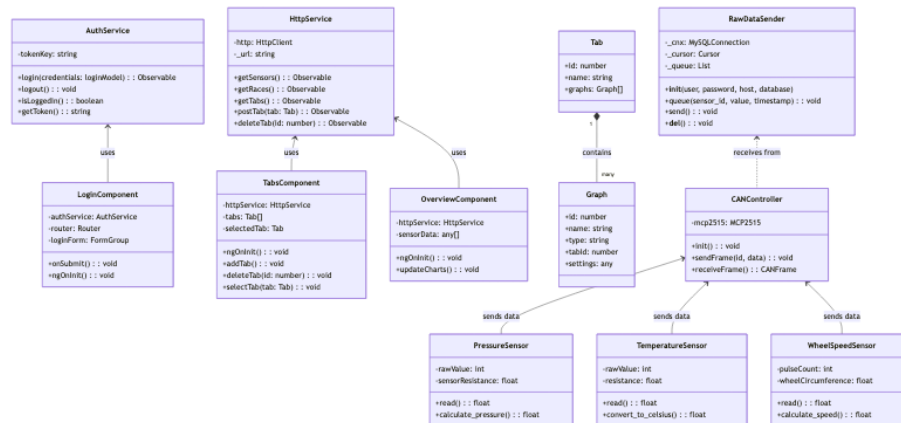 AuthService
-tokenKey: string
+login(credentials: loginModel) : : Observable
+logout() : : void
+isLoggedIn() : : boolean
+getToken() : : string
HttpService
-http: HttpClient
-_url: string
+getSensors() : : Observable
+getRaces() : : Observable
+getTabs() : : Observable
+postTab(tab: Tab) : : Observable
+deleteTab(id: number) : : Observable
Tab
+id: number
+name: string
+graphs: Graph[]
RawDataSender
-_cnx: MySQLConnection
-_cursor: Cursor
-_queue: List
+init(user, password, host, database)
+queue(sensor_id, value, timestamp) : : void
+send() : : void
+del() : : void
uses
uses
uses
1
contains
many
receives from
LoginComponent
-authService: AuthService
-router: Router
-loginForm: FormGroup
+onSubmit() : : void
+ngOnInit() : : void
TabsComponent
-httpService: HttpService
-tabs: Tab[]
-selectedTab: Tab
+ngOnInit() : : void
+addTab() : : void
+deleteTab(id: number) : : void
+selectTab(tab: Tab) : : void
OverviewComponent
-httpService: HttpService
-sensorData: any[]
+ngOnInit() : : void
+updateCharts() : : void
Graph
+id: number
+name: string
+type: string
+tabId: number
+settings: any
CANController
-mcp2515: MCP2515
+init() : : void
+sendFrame(id, data) : : void
+receiveFrame() : : CANFrame
sends data
sends data
sends data
PressureSensor
-rawValue: int
-sensorResistance: float
+read() : : float
+calculate_pressure() : : float
TemperatureSensor
-rawValue: int
-resistance: float
+read() : : float
+convert_to_celsius() : : float
WheelSpeedSensor
-pulseCount: int
-wheelCircumference: float
+read() : : float
+calculate_speed() : : float